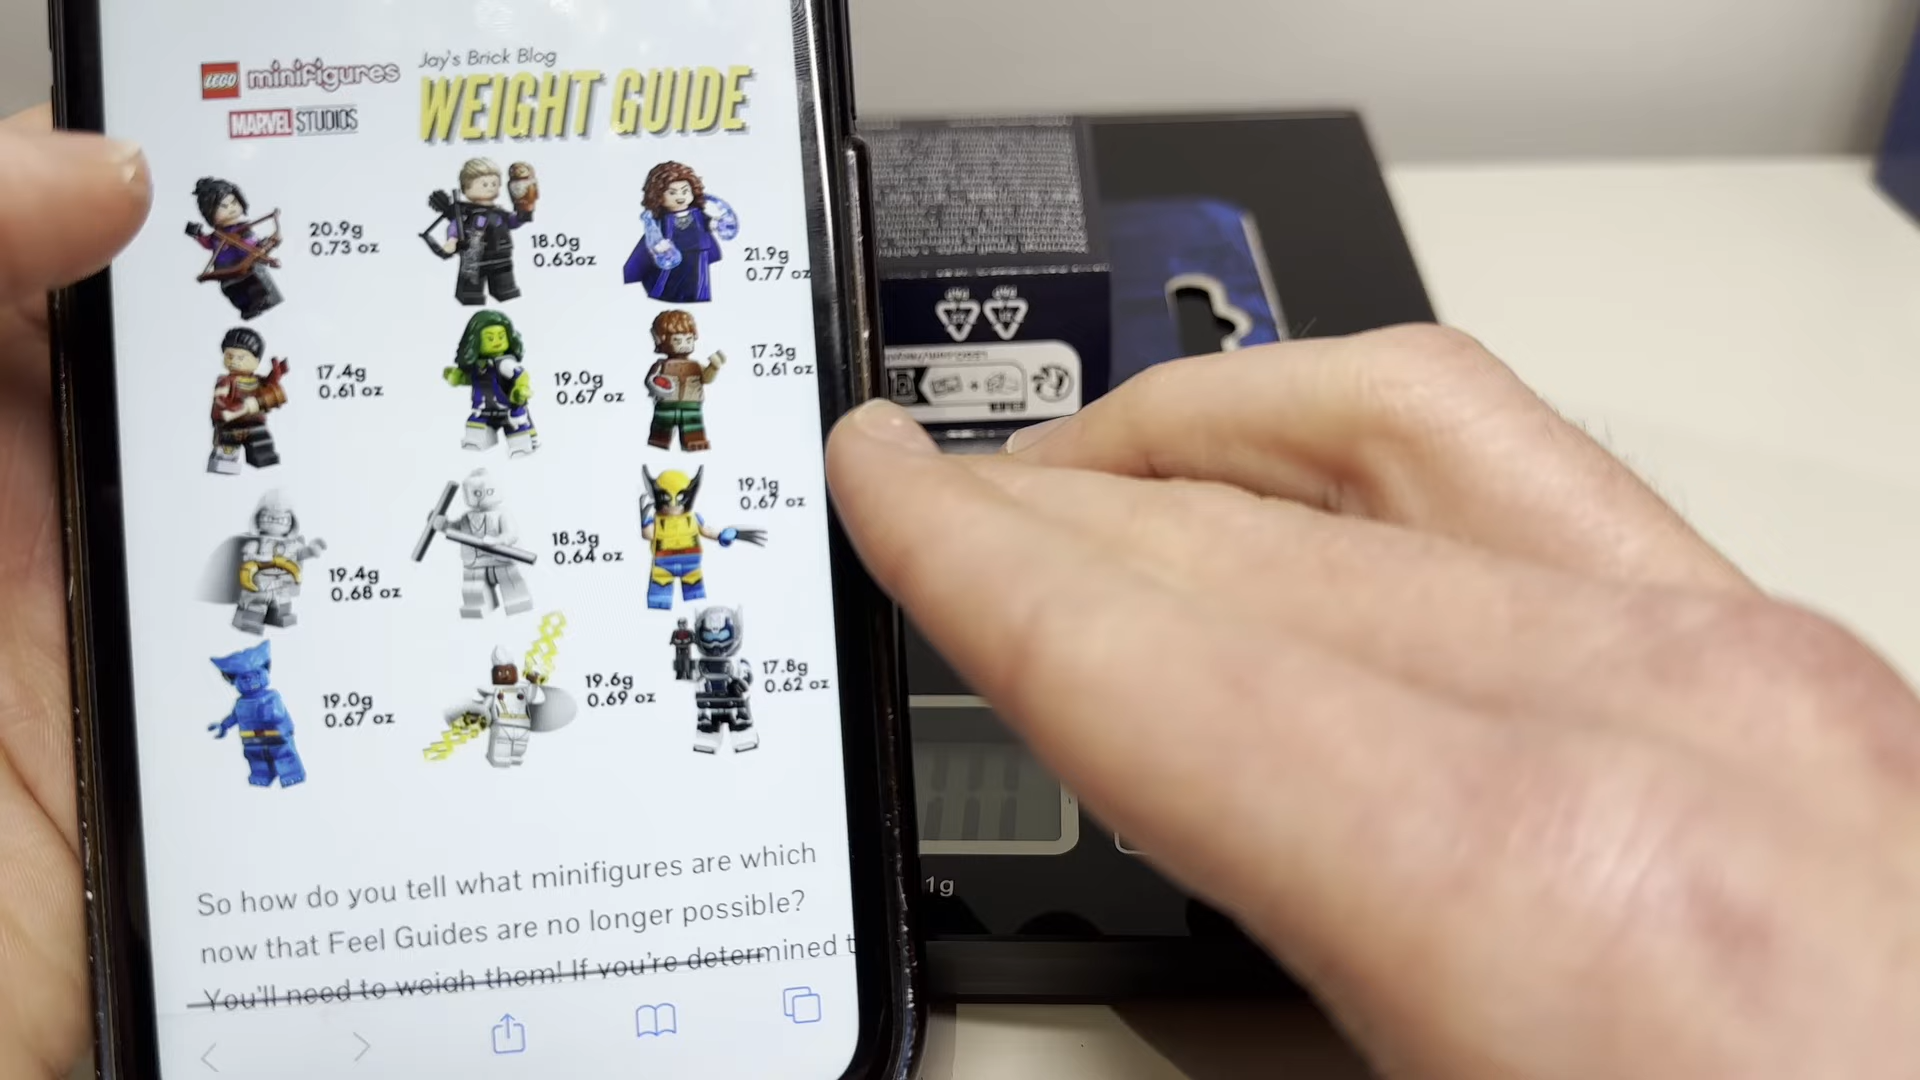 LEGO minifigures
MARVEL STUDIOS
Jay's Brick Blog
WEIGHT GUIDE
20.9g
0.73 oz
18.0g
0.63oz
21.9g
0.77 oz
17.4g
0.61 oz
19.0g
0.67 oz
17.3g
0.61 oz
19.4g
0.68 oz
18.3g
0.64 oz
19.1g
0.67 oz
19.0g
0.67 oz
19.6g
0.69 oz
17.8g
0.62 oz
So how do you tell what minifigures are which
now that Feel Guides are no longer possible?
You'll need to weigh them! If you're determined t
1g